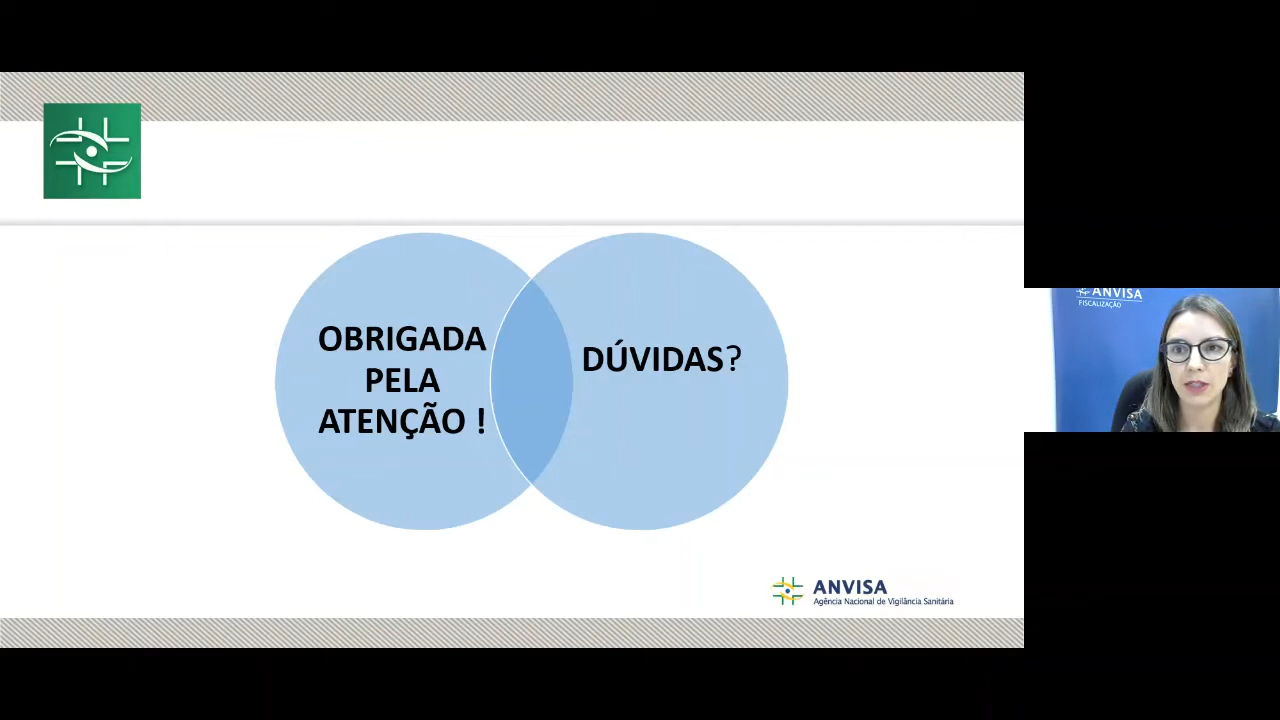 OBRIGADA
PELA
ATENÇÃO !
DÚVIDAS?
ANVISA
Agência Nacional de Vigilância Sanitária
ANVISA
FISCALIZAÇÃO